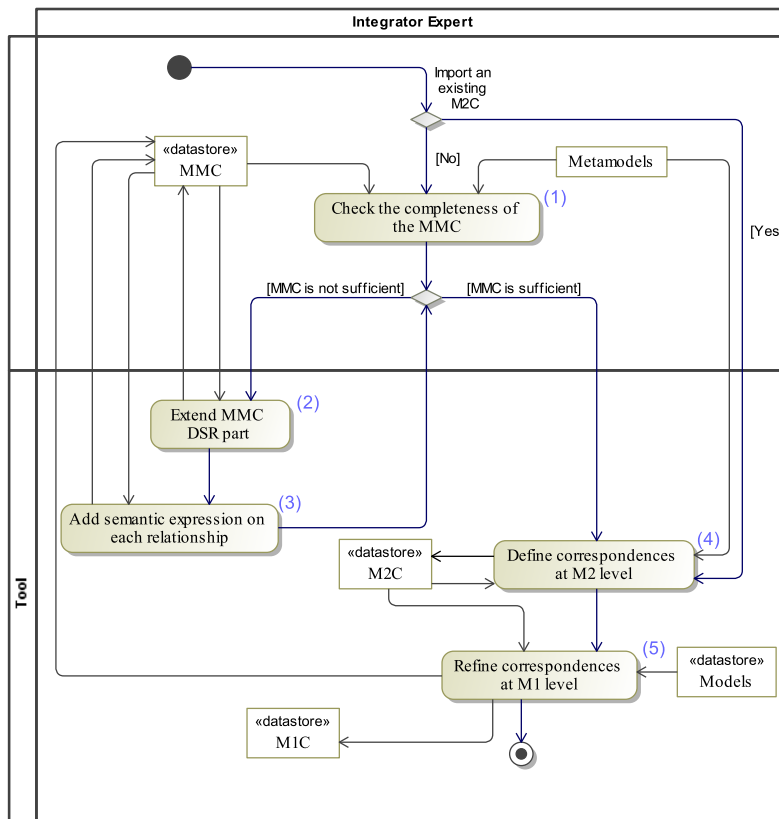 Integrator Expert
Import an
existing
M2C
«datastore»
MMC
[No]
Metamodels
(1)
Check the completeness of
the MMC
[Yes
[MMC is not sufficient]
[MMC is sufficient]
(2)
Extend MMC
DSR part
(3)
Add semantic expression on
each relationship
(4)
Define correspondences
at M2 level
«datastore»
M2C
Tool
(5)
Refine correspondences
at M1 level
«datastore»
Models
«datastore»
M1C